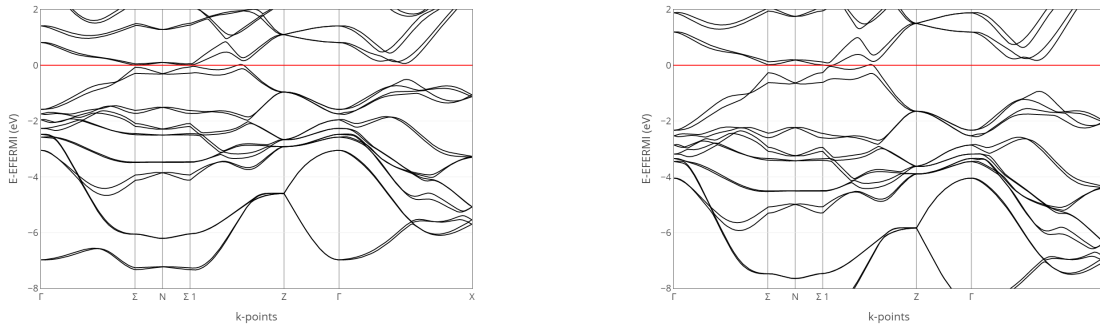 2
0
−2
−4
−6
−8
E-EFERMI (eV)
Γ Σ N Σ 1 Z Γ X
k-points
2
0
−2
−4
−6
−8
E-EFERMI (eV)
Γ Σ N Σ 1 Z Γ
k-points